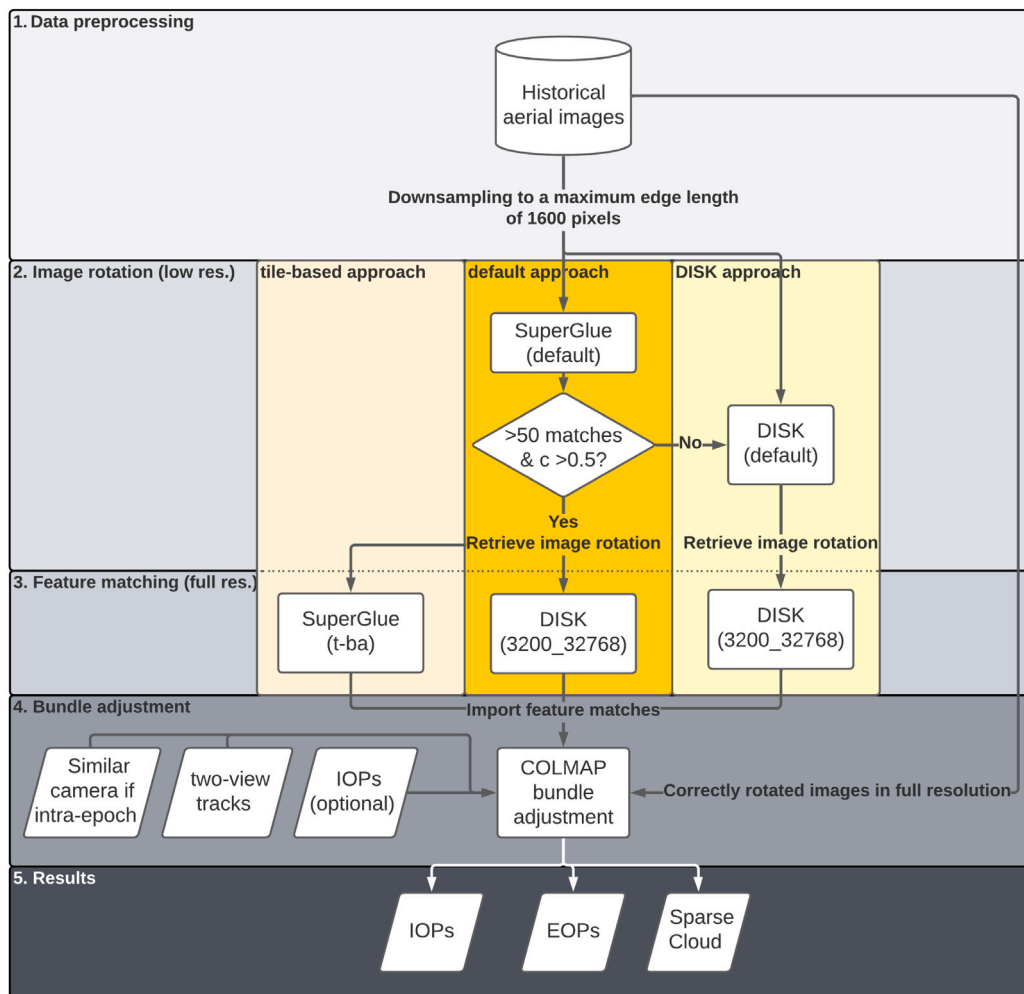 1. Data preprocessing
Historical
aerial images
Downsampling to a maximum edge length
of 1600 pixels
2. Image rotation (low res.)
tile-based approach
default approach
DISK approach
SuperGlue
(default)
>50 matches
& c >0.5?
No
DISK
(default)
Yes
Retrieve image rotation
Retrieve image rotation
3. Feature matching (full res.)
SuperGlue
(t-ba)
DISK
(3200_32768)
DISK
(3200_32768)
4. Bundle adjustment
Import feature matches
Similar
camera if
intra-epoch
two-view
tracks
IOPs
(optional)
COLMAP
bundle
adjustment
Correctly rotated images in full resolution
5. Results
IOPs
EOPs
Sparse
Cloud